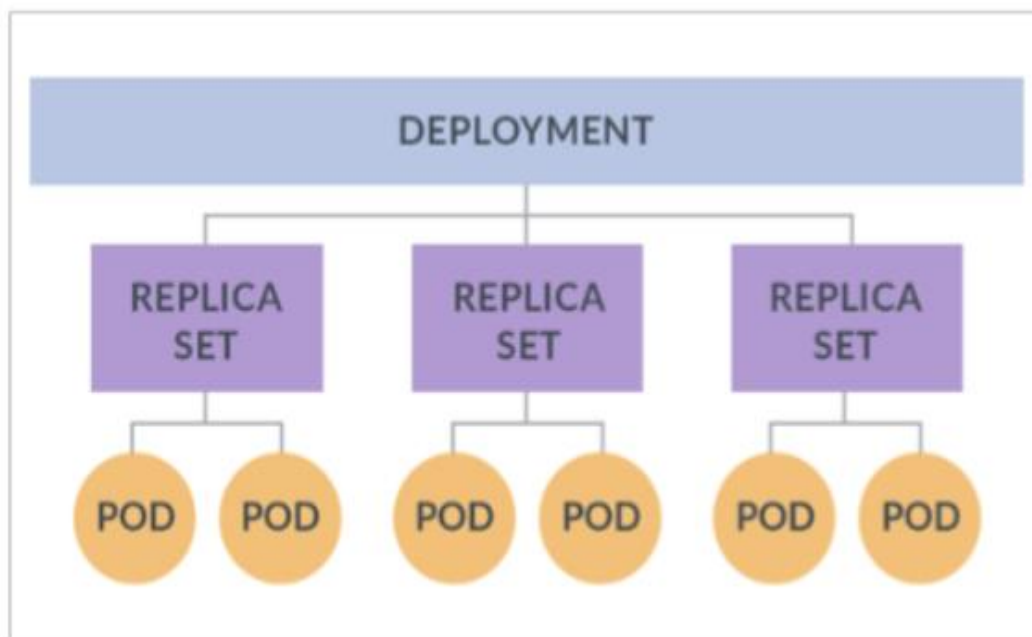 DEPLOYMENT
REPLICA
SET
REPLICA
SET
REPLICA
SET
POD
POD
POD
POD
POD
POD